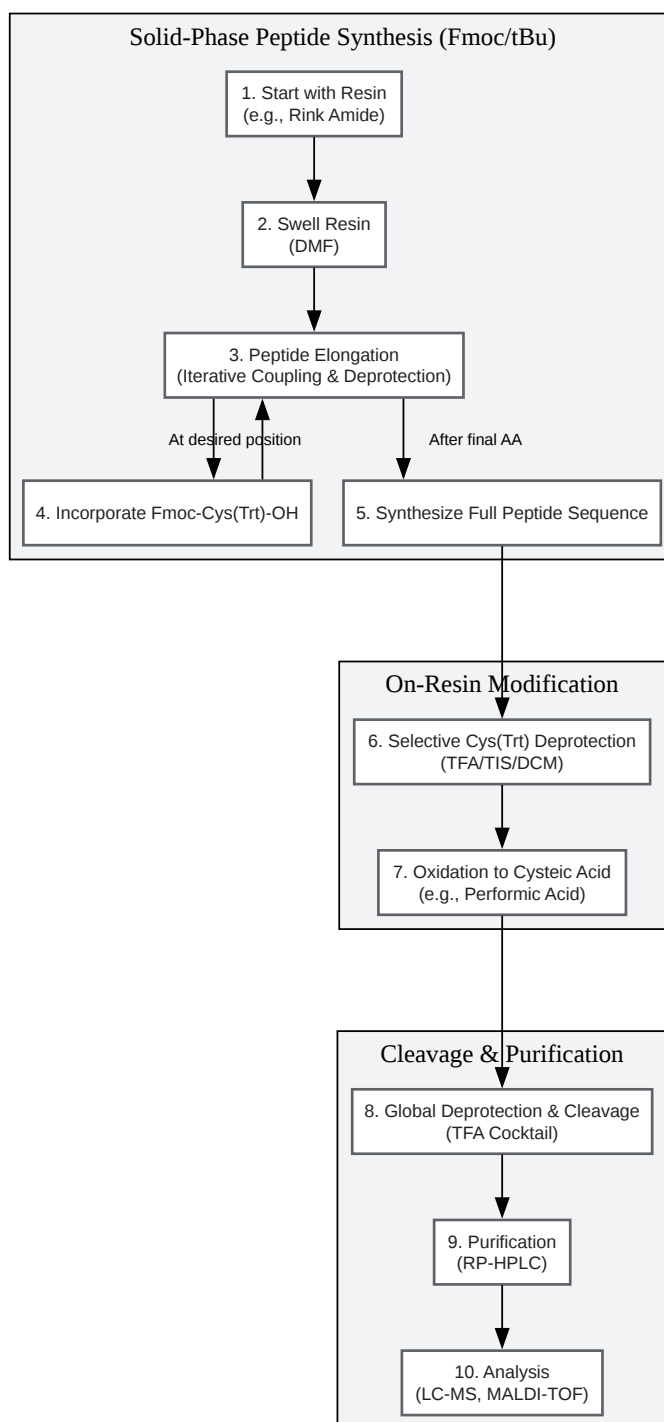 Solid-Phase Peptide Synthesis (Fmoc/tBu)
1. Start with Resin
(e.g., Rink Amide)
2. Swell Resin
(DMF)
3. Peptide Elongation
(Iterative Coupling & Deprotection)
At desired position
After final AA
4. Incorporate Fmoc-Cys(Trt)-OH
5. Synthesize Full Peptide Sequence
On-Resin Modification
6. Selective Cys(Trt) Deprotection
(TFA/TIS/DCM)
7. Oxidation to Cysteic Acid
(e.g., Performic Acid)
Cleavage & Purification
8. Global Deprotection & Cleavage
(TFA Cocktail)
9. Purification
(RP-HPLC)
10. Analysis
(LC-MS, MALDI-TOF)